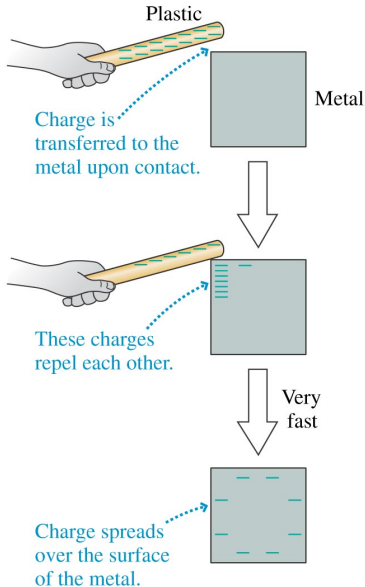 Plastic
Metal
Charge is
transferred to the
metal upon contact.
These charges
repel each other.
Very
fast
Charge spreads
over the surface
of the metal.